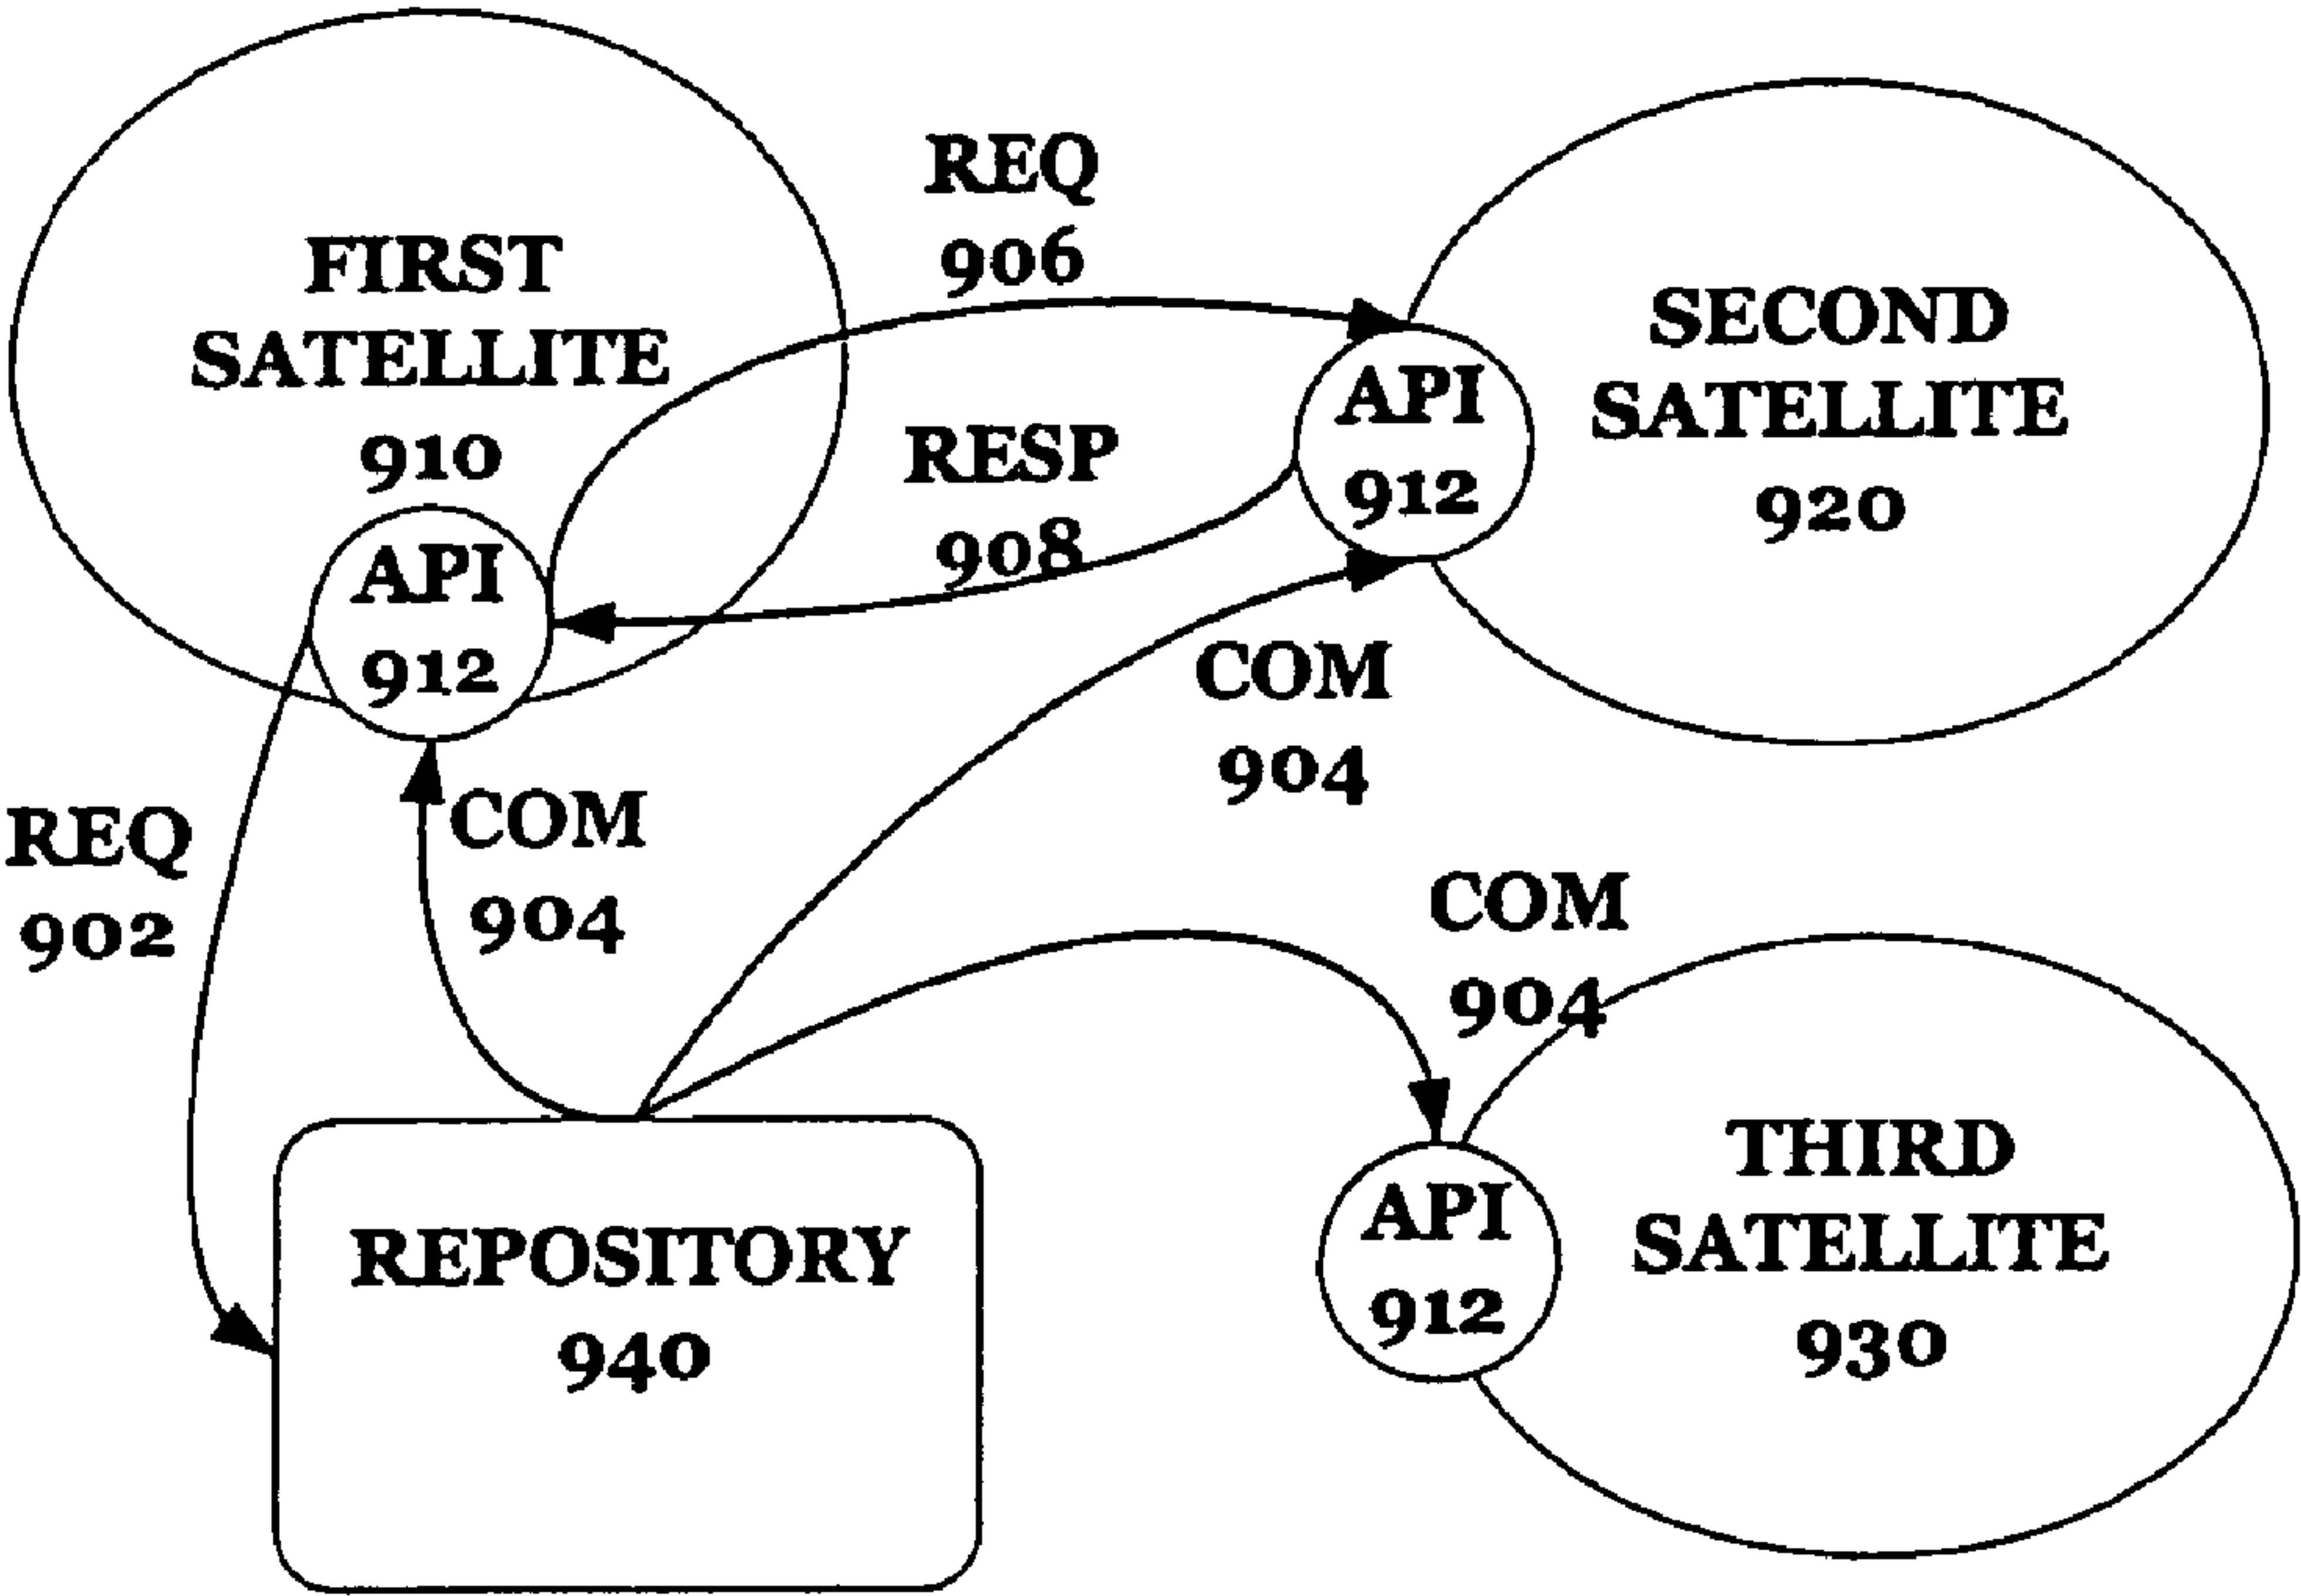 FIRST
SATELLITE
910
API
912
REQ
906
RESP
908
SECOND
SATELLITE
920
API
912
REQ
902
COM
904
COM
904
COM
904
REPOSITORY
940
API
912
THIRD
SATELLITE
930